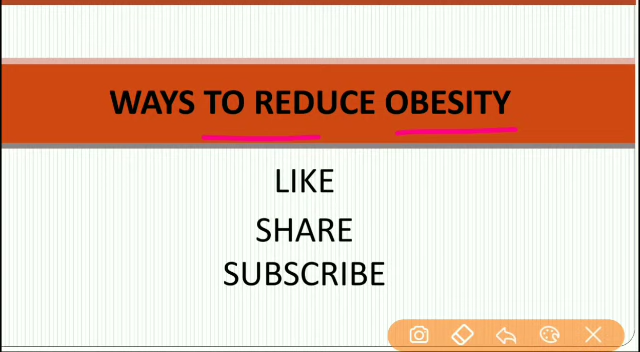 WAYS TO REDUCE OBESITY
LIKE
SHARE
SUBSCRIBE